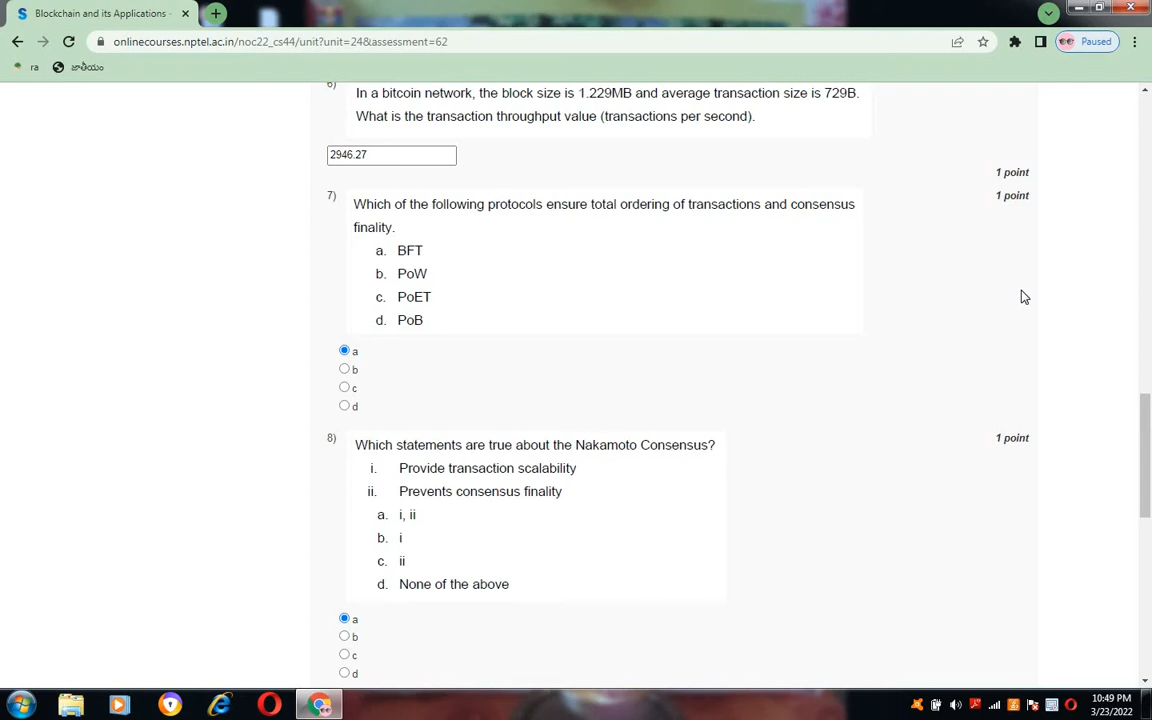 Blockchain and its Applications -
onlinecourses.nptel.ac.in/noc22_cs44/unit?unit=24&assessment=62
Paused
ra
జాతీయం
6)
In a bitcoin network, the block size is 1.229MB and average transaction size is 729B.
What is the transaction throughput value (transactions per second).
2946.27
1 point
7)
1 point
Which of the following protocols ensure total ordering of transactions and consensus
finality.
a. BFT
b. PoW
c. PoET
d. PoB
a
b
c
d
8)
1 point
Which statements are true about the Nakamoto Consensus?
i. Provide transaction scalability
ii. Prevents consensus finality
a. i, ii
b. i
c. ii
d. None of the above
a
b
c
d
10:49 PM
3/23/2022